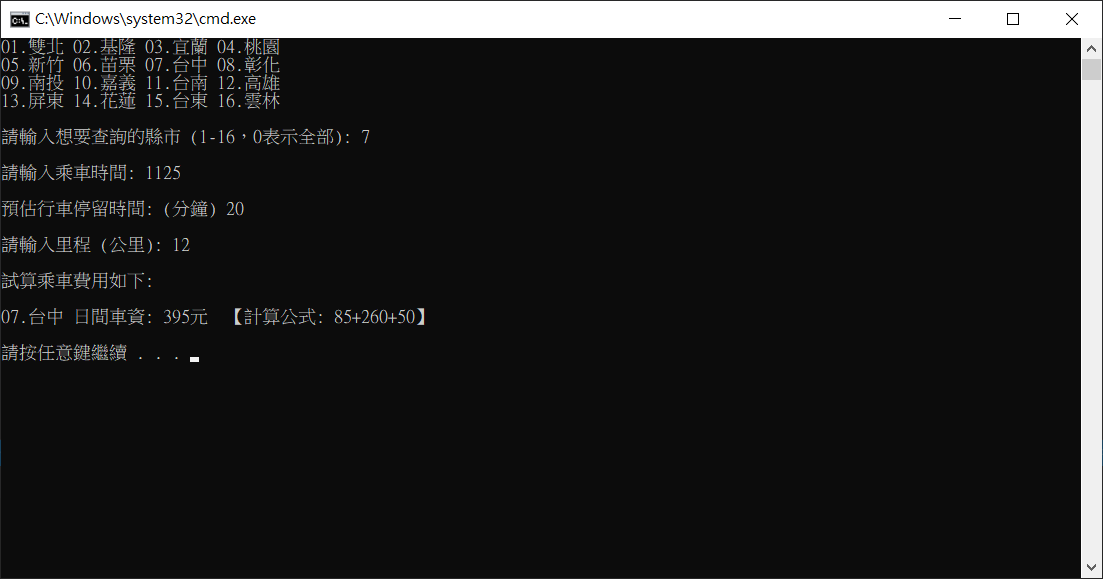 C:\Windows\system32\cmd.exe
01.雙北 02.基隆 03.宜蘭 04.桃園
05.新竹 06.苗栗 07.台中 08.彰化
09.南投 10.嘉義 11.台南 12.高雄
13.屏東 14.花蓮 15.台東 16.雲林
請輸入想要查詢的縣市 (1-16，0表示全部): 7
請輸入乘車時間: 1125
預估行車停留時間: (分鐘) 20
請輸入里程 (公里): 12
試算乘車費用如下:
07.台中 日間車資: 395元 【計算公式: 85+260+50】
請按任意鍵繼續 . . .